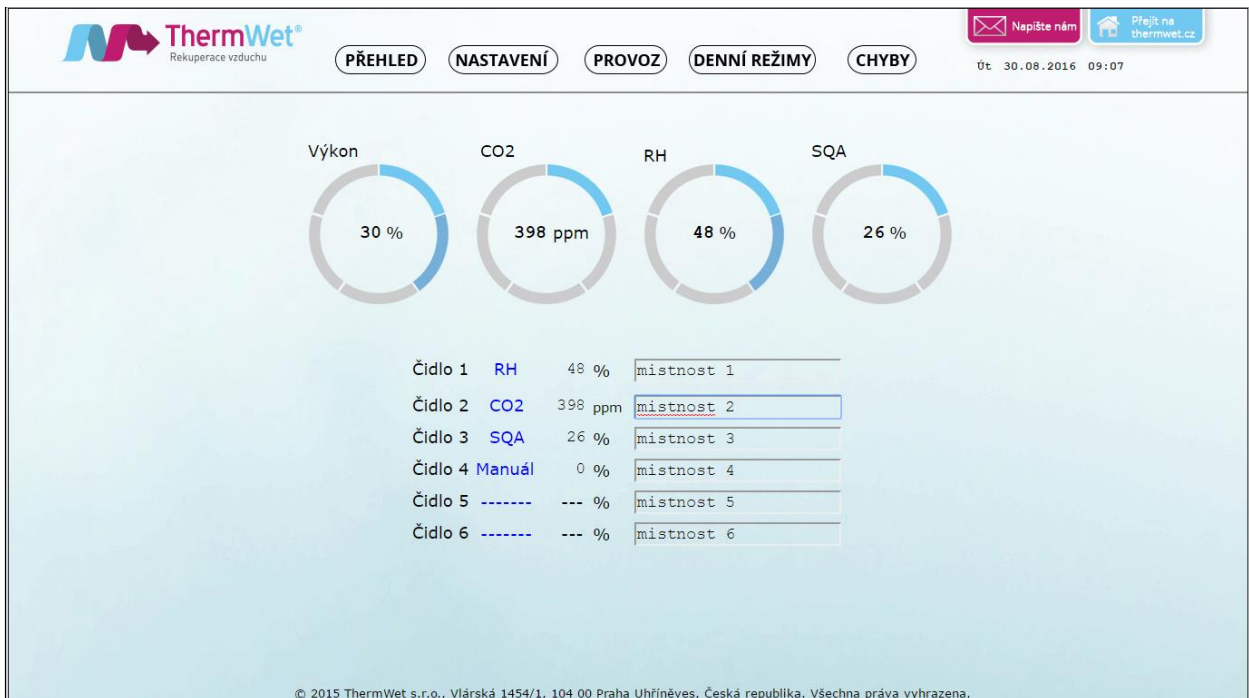 ThermWet®
Rekuperace vzduchu
PŘEHLED NASTAVENÍ PROVOZ DENNÍ REŽIMY CHYBY
Napište nám
Přejít na
thermwet.cz
Út 30.08.2016 09:07
Výkon CO2 RH SQA
30 % 398 ppm 48 % 26 %
Čidlo 1 RH 48 % mistnost 1
Čidlo 2 CO2 398 ppm mistnost 2
Čidlo 3 SQA 26 % mistnost 3
Čidlo 4 Manuál 0 % mistnost 4
Čidlo 5 ------- --- % mistnost 5
Čidlo 6 ------- --- % mistnost 6
© 2015 ThermWet s.r.o., Vlárská 1454/1, 104 00 Praha Uhříněves, Česká republika. Všechna práva vyhrazena.